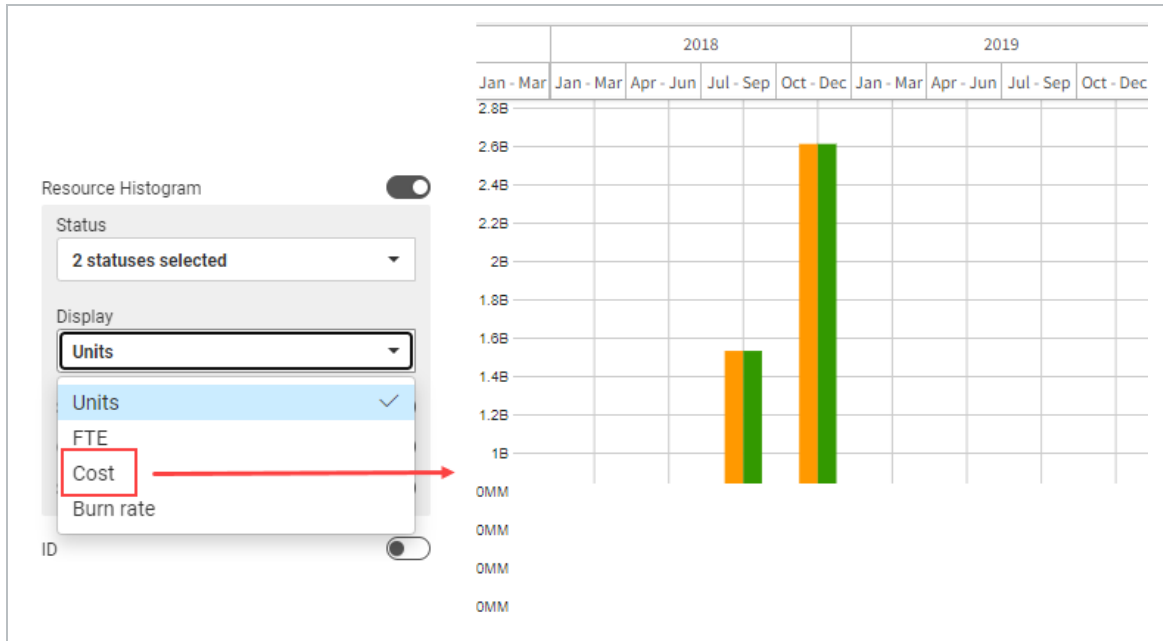 2018 2019
Jan - Mar Jan - Mar Apr - Jun Jul - Sep Oct - Dec Jan - Mar Apr - Jun Jul - Sep Oct - Dec
2.8B
2.6B
2.4B
2.2B
2B
1.8B
1.6B
1.4B
1.2B
1B
0MM
0MM
0MM
0MM
Resource Histogram
Status
2 statuses selected
Display
Units
Units
FTE
Cost
Burn rate
ID